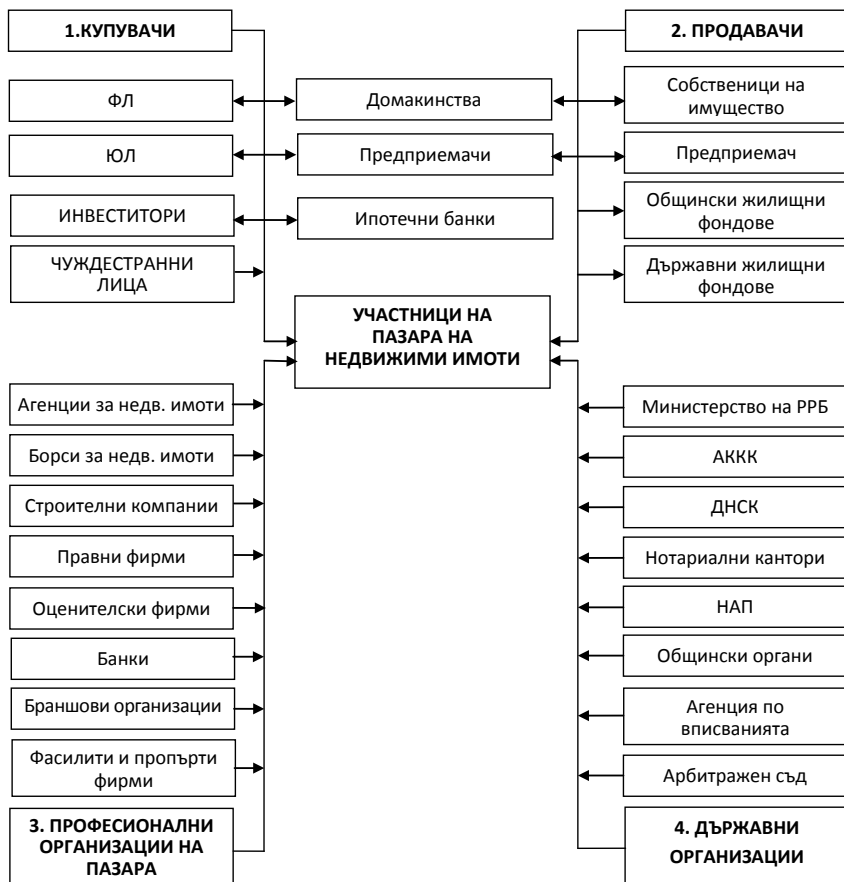 1.КУПУВАЧИ
2. ПРОДАВАЧИ
ФЛ
Домакинства
Собственици на
имущество
ЮЛ
Предприемачи
Предприемач
ИНВЕСТИТОРИ
Ипотечни банки
Общински жилищни
фондове
ЧУЖДЕСТРАННИ
ЛИЦА
Държавни жилищни
фондове
УЧАСТНИЦИ НА
ПАЗАРА НА
НЕДВИЖИМИ ИМОТИ
Агенции за недв. имоти
Борси за недв. имоти
Строителни компании
Правни фирми
Оценителски фирми
Банки
Браншови организации
Фасилити и пропърти
фирми
3. ПРОФЕСИОНАЛНИ
ОРГАНИЗАЦИИ НА
ПАЗАРА
Министерство на РРБ
АККК
ДНСК
Нотариални кантори
НАП
Общински органи
Агенция по
вписванията
Арбитражен съд
4. ДЪРЖАВНИ
ОРГАНИЗАЦИИ